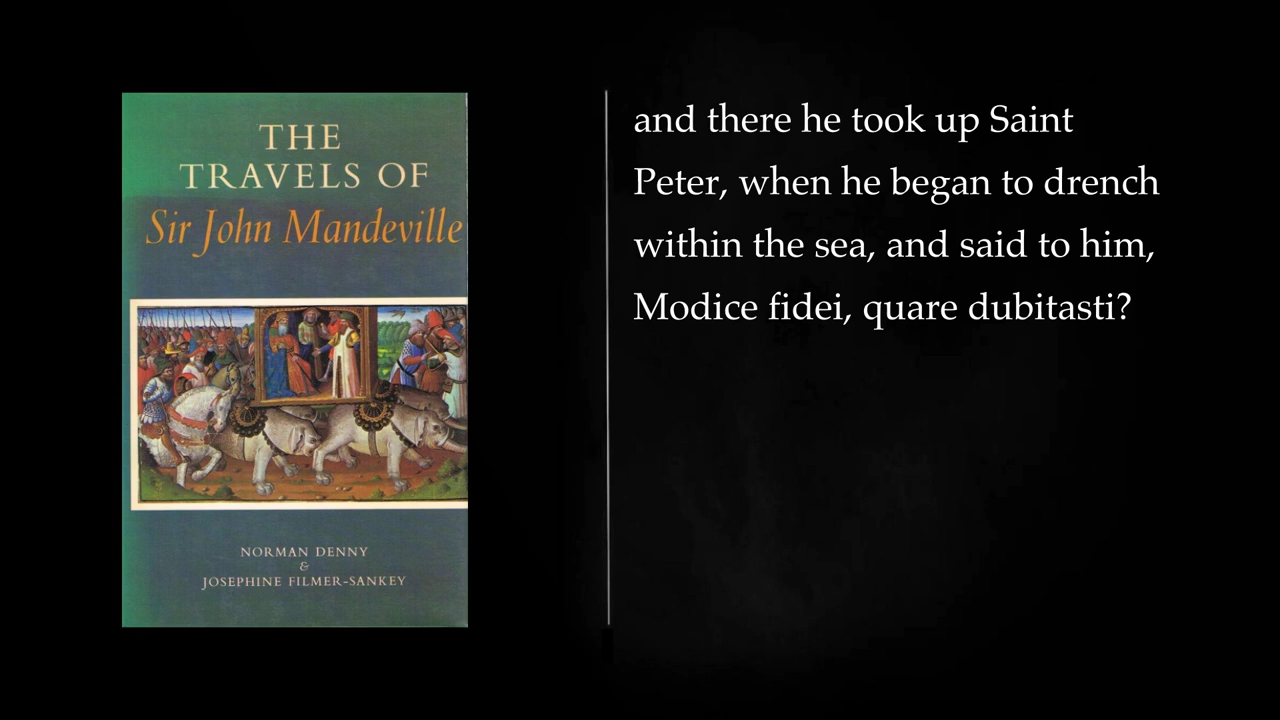 THE
TRAVELS OF
Sir John Mandeville
NORMAN DENNY
&
JOSEPHINE FILMER-SANKEY
and there he took up Saint
Peter, when he began to drench
within the sea, and said to him,
Modice fidei, quare dubitasti?